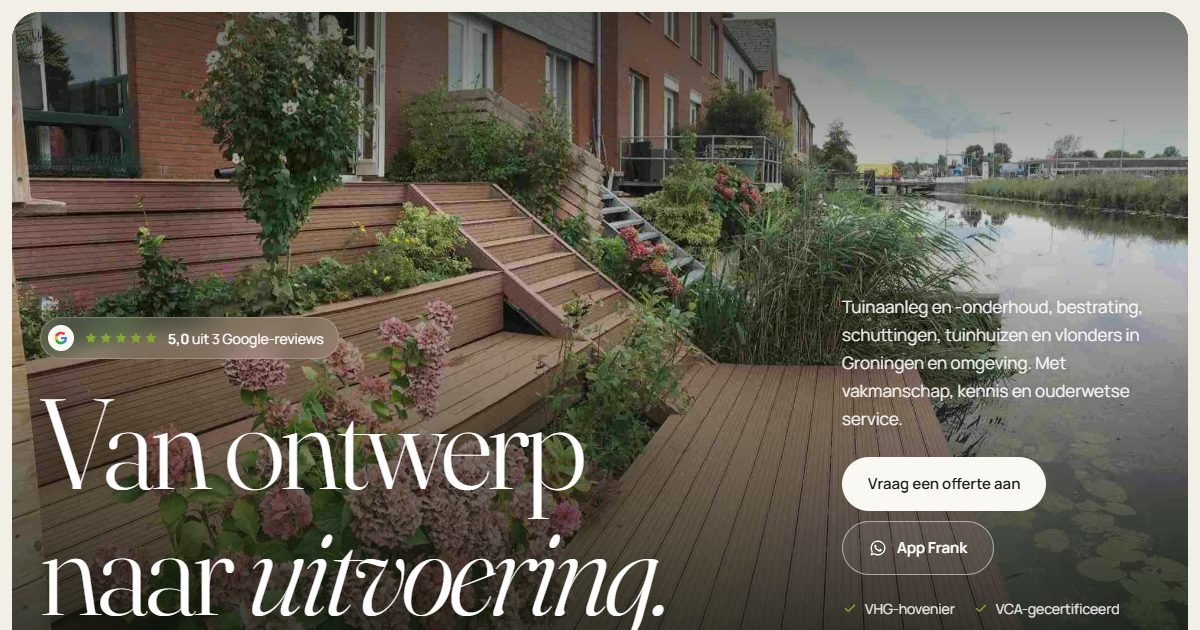 5,0 uit 3 Google-reviews
Van ontwerp
naar uitvoering.
Tuinaanleg en -onderhoud, bestrating,
schuttingen, tuinhuizen en vlonders in
Groningen en omgeving. Met
vakmanschap, kennis en ouderwetse
service.
Vraag een offerte aan
App Frank
VHG-hovenier
VCA-gecertificeerd